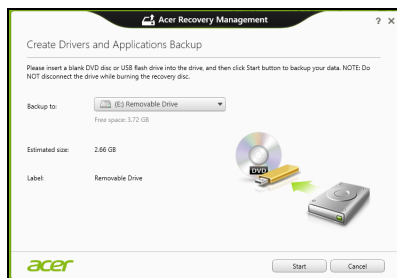 Acer Recovery Management
? X
Create Drivers and Applications Backup
Please insert a blank DVD disc or USB flash drive into the drive, and then click Start button to backup your data. NOTE: Do
NOT disconnect the drive while burning the recovery disc.
Backup to:
(E:) Removable Drive
Free space: 3.72 GB
Estimated size:
2.66 GB
Label:
Removable Drive
DVD
acer
Start
Cancel